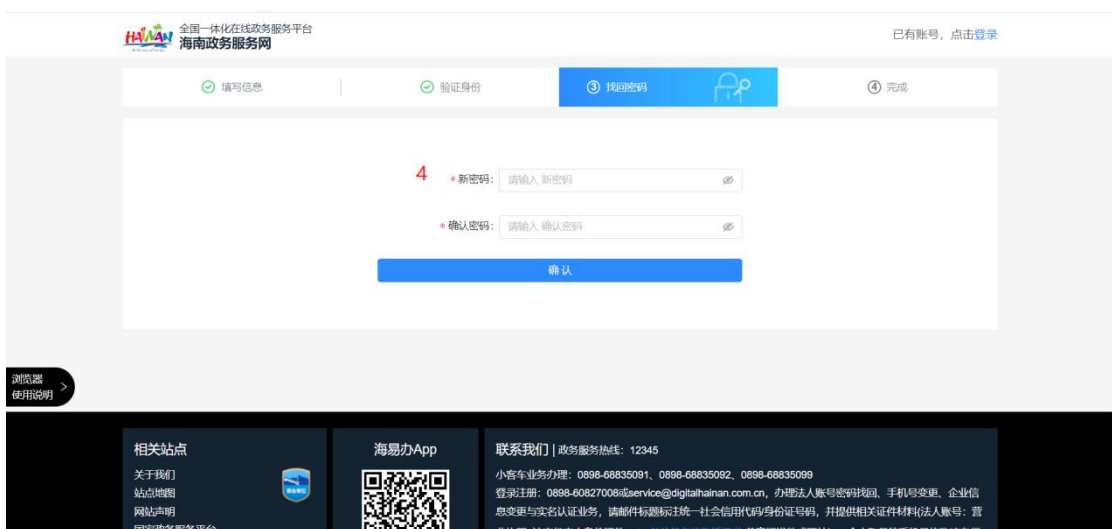 HAINAN
全国一体化在线政务服务平台
海南政务服务网
已有账号，点击登录
填写信息
验证身份
③ 找回密码
④ 完成
4
* 新密码：
请输入 新密码
* 确认密码：
请输入 确认密码
确 认
浏览器
使用说明
相关站点
关于我们
站点地图
网站声明
国家政务服务平台
海易办App
联系我们 | 政务服务热线：12345
小客车业务办理：0898-68835091、0898-68835092、0898-68835099
登录注册：0898-60827008或service@digitalhainan.com.cn，办理法人账号密码找回、手机号变更、企业信
息变更与实名认证业务，请邮件标题标注统一社会信用代码/身份证号码，并提供相关证件材料(法人账号：营